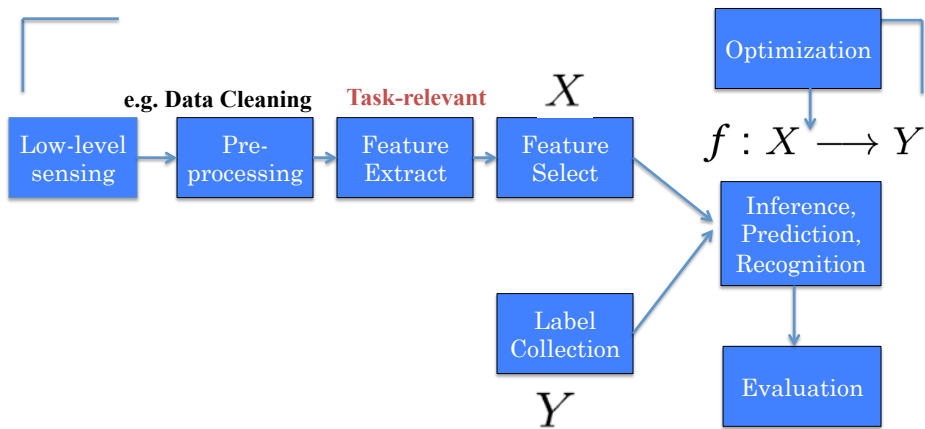 Optimization
e.g. Data Cleaning
Task-relevant
X
f : X ⟶ Y
Low-level
sensing
Pre-
processing
Feature
Extract
Feature
Select
Inference,
Prediction,
Recognition
Label
Collection
Y
Evaluation